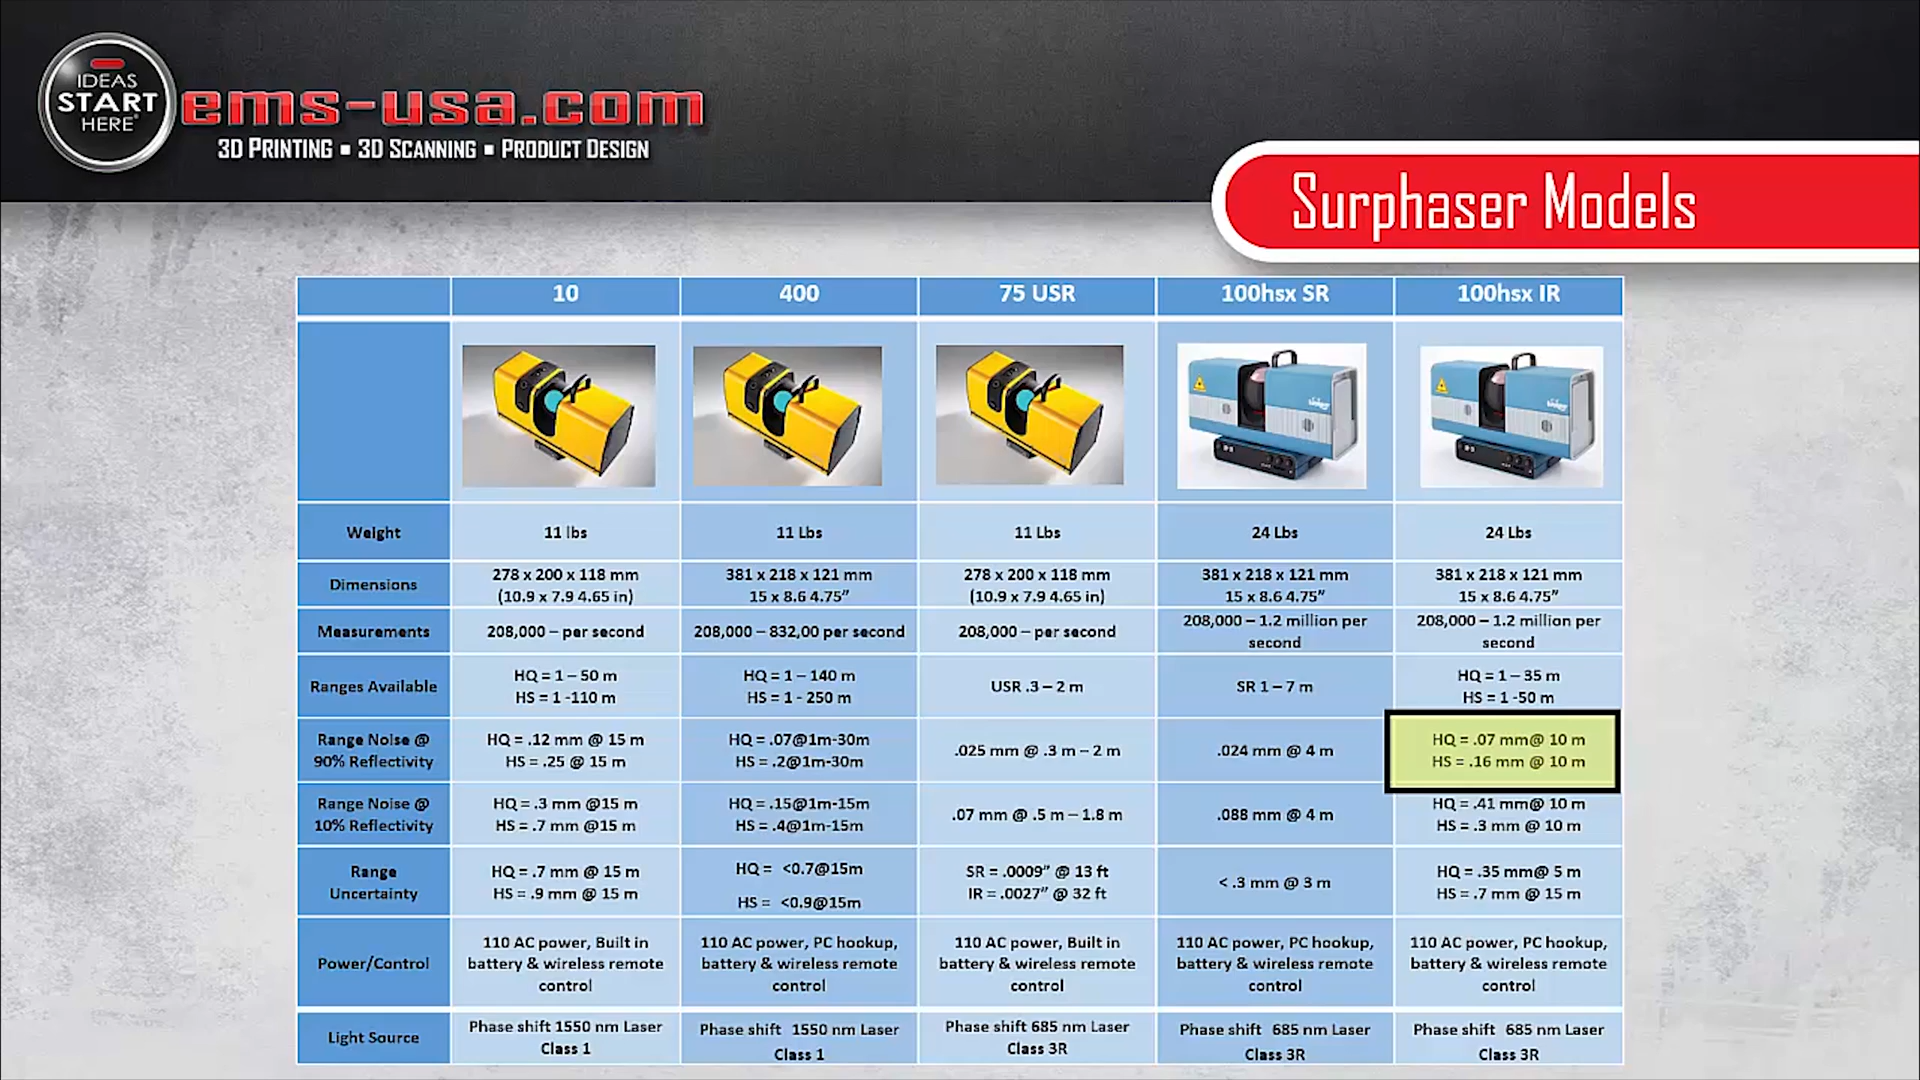 IDEAS
START
HERE
ems-usa.com
3D PRINTING ▪ 3D SCANNING ▪ PRODUCT DESIGN
Surphaser Models
10 400 75 USR 100hsx SR 100hsx IR
Weight 11 lbs 11 Lbs 11 Lbs 24 Lbs 24 Lbs
Dimensions
278 x 200 x 118 mm
(10.9 x 7.9 4.65 in)
381 x 218 x 121 mm
15 x 8.6 4.75”
278 x 200 x 118 mm
(10.9 x 7.9 4.65 in)
381 x 218 x 121 mm
15 x 8.6 4.75”
381 x 218 x 121 mm
15 x 8.6 4.75”
Measurements
208,000 – per second
208,000 – 832,00 per second
208,000 – per second
208,000 – 1.2 million per
second
208,000 – 1.2 million per
second
Ranges Available
HQ = 1 – 50 m
HS = 1 -110 m
HQ = 1 – 140 m
HS = 1 - 250 m
USR .3 – 2 m
SR 1 – 7 m
HQ = 1 – 35 m
HS = 1 -50 m
Range Noise @
90% Reflectivity
HQ = .12 mm @ 15 m
HS = .25 @ 15 m
HQ = .07@1m-30m
HS = .2@1m-30m
.025 mm @ .3 m – 2 m
.024 mm @ 4 m
HQ = .07 mm@ 10 m
HS = .16 mm @ 10 m
Range Noise @
10% Reflectivity
HQ = .3 mm @15 m
HS = .7 mm @15 m
HQ = .15@1m-15m
HS = .4@1m-15m
.07 mm @ .5 m – 1.8 m
.088 mm @ 4 m
HQ = .41 mm@ 10 m
HS = .3 mm @ 10 m
Range
Uncertainty
HQ = .7 mm @ 15 m
HS = .9 mm @ 15 m
HQ = <0.7@15m
HS = <0.9@15m
SR = .0009” @ 13 ft
IR = .0027” @ 32 ft
< .3 mm @ 3 m
HQ = .35 mm@ 5 m
HS = .7 mm @ 15 m
Power/Control
110 AC power, Built in
battery & wireless remote
control
110 AC power, PC hookup,
battery & wireless remote
control
110 AC power, Built in
battery & wireless remote
control
110 AC power, PC hookup,
battery & wireless remote
control
110 AC power, PC hookup,
battery & wireless remote
control
Light Source
Phase shift 1550 nm Laser
Class 1
Phase shift 1550 nm Laser
Class 1
Phase shift 685 nm Laser
Class 3R
Phase shift 685 nm Laser
Class 3R
Phase shift 685 nm Laser
Class 3R